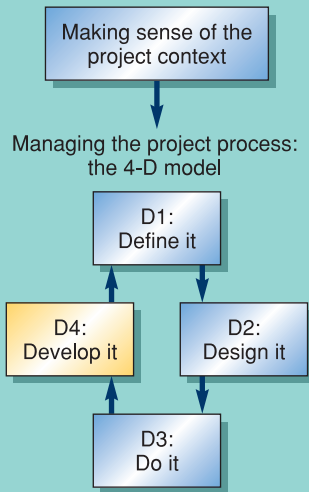 Making sense of the
project context
Managing the project process:
the 4-D model
D1:
Define it
D4:
Develop it
D2:
Design it
D3:
Do it